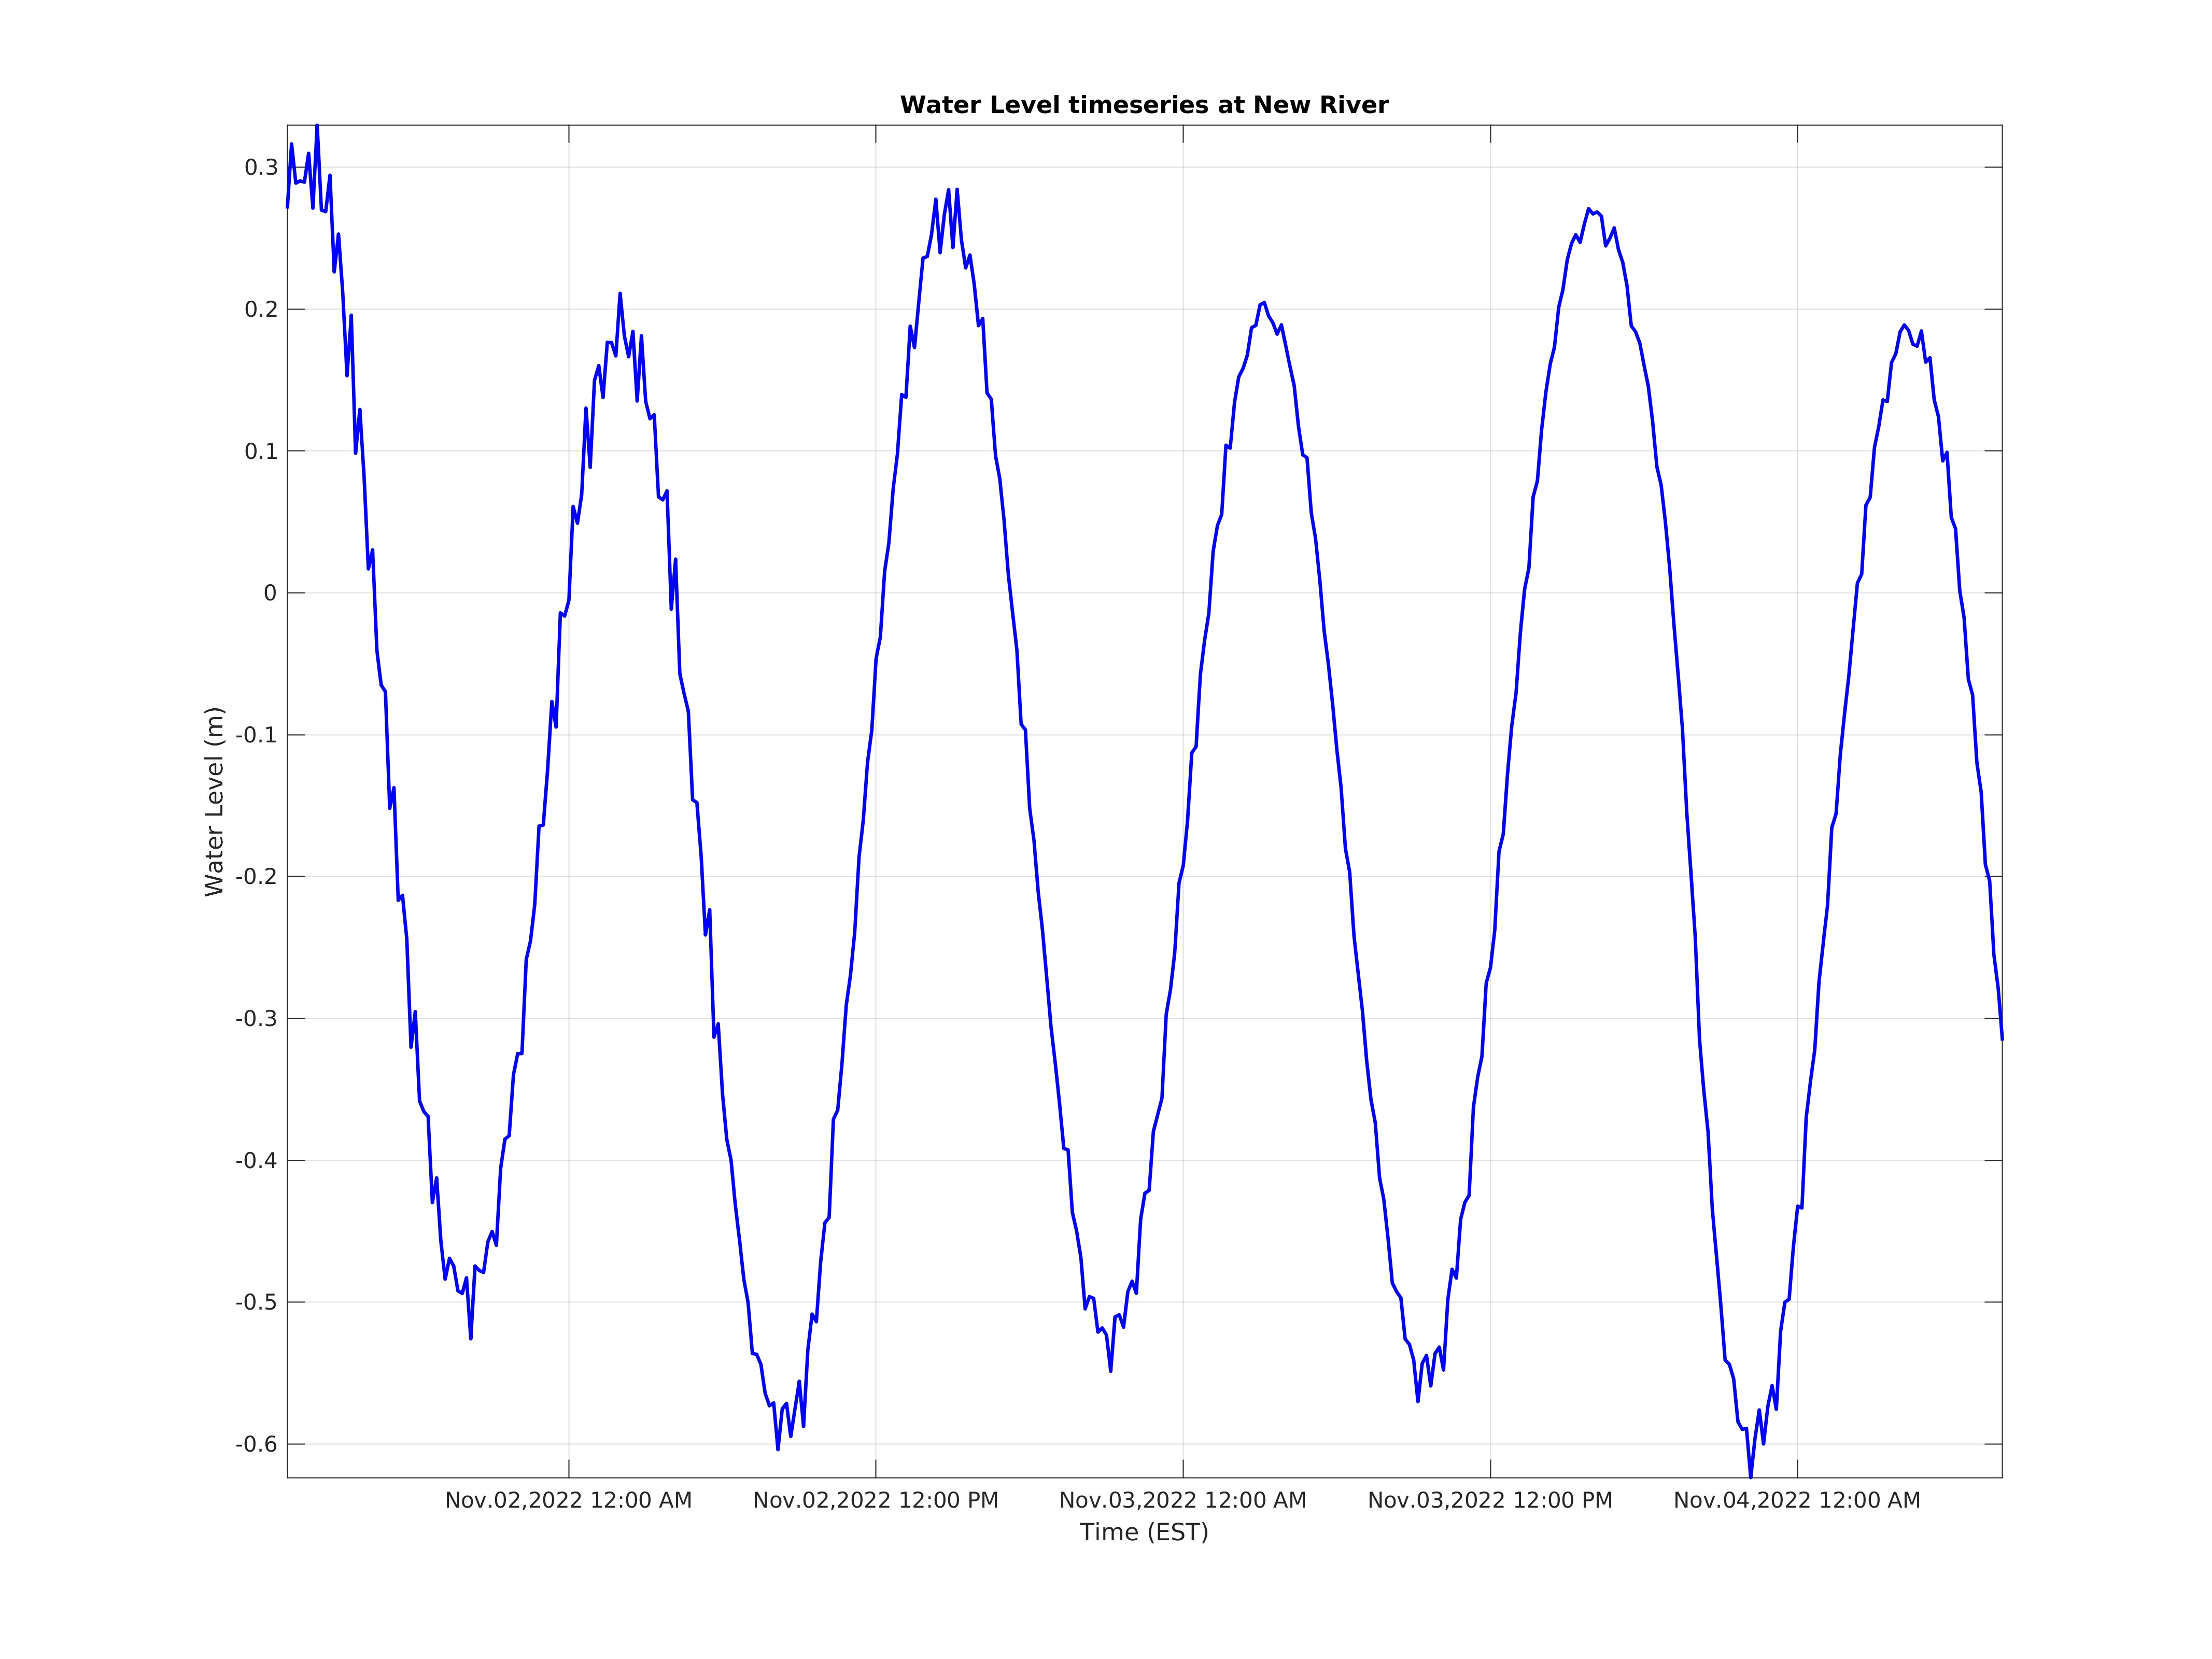 Water Level timeseries at New River
0.3
0.2
0.1
0
-0.1
-0.2
-0.3
-0.4
-0.5
-0.6
Water Level (m)
Nov.02,2022 12:00 AM
Nov.02,2022 12:00 PM
Nov.03,2022 12:00 AM
Nov.03,2022 12:00 PM
Nov.04,2022 12:00 AM
Time (EST)